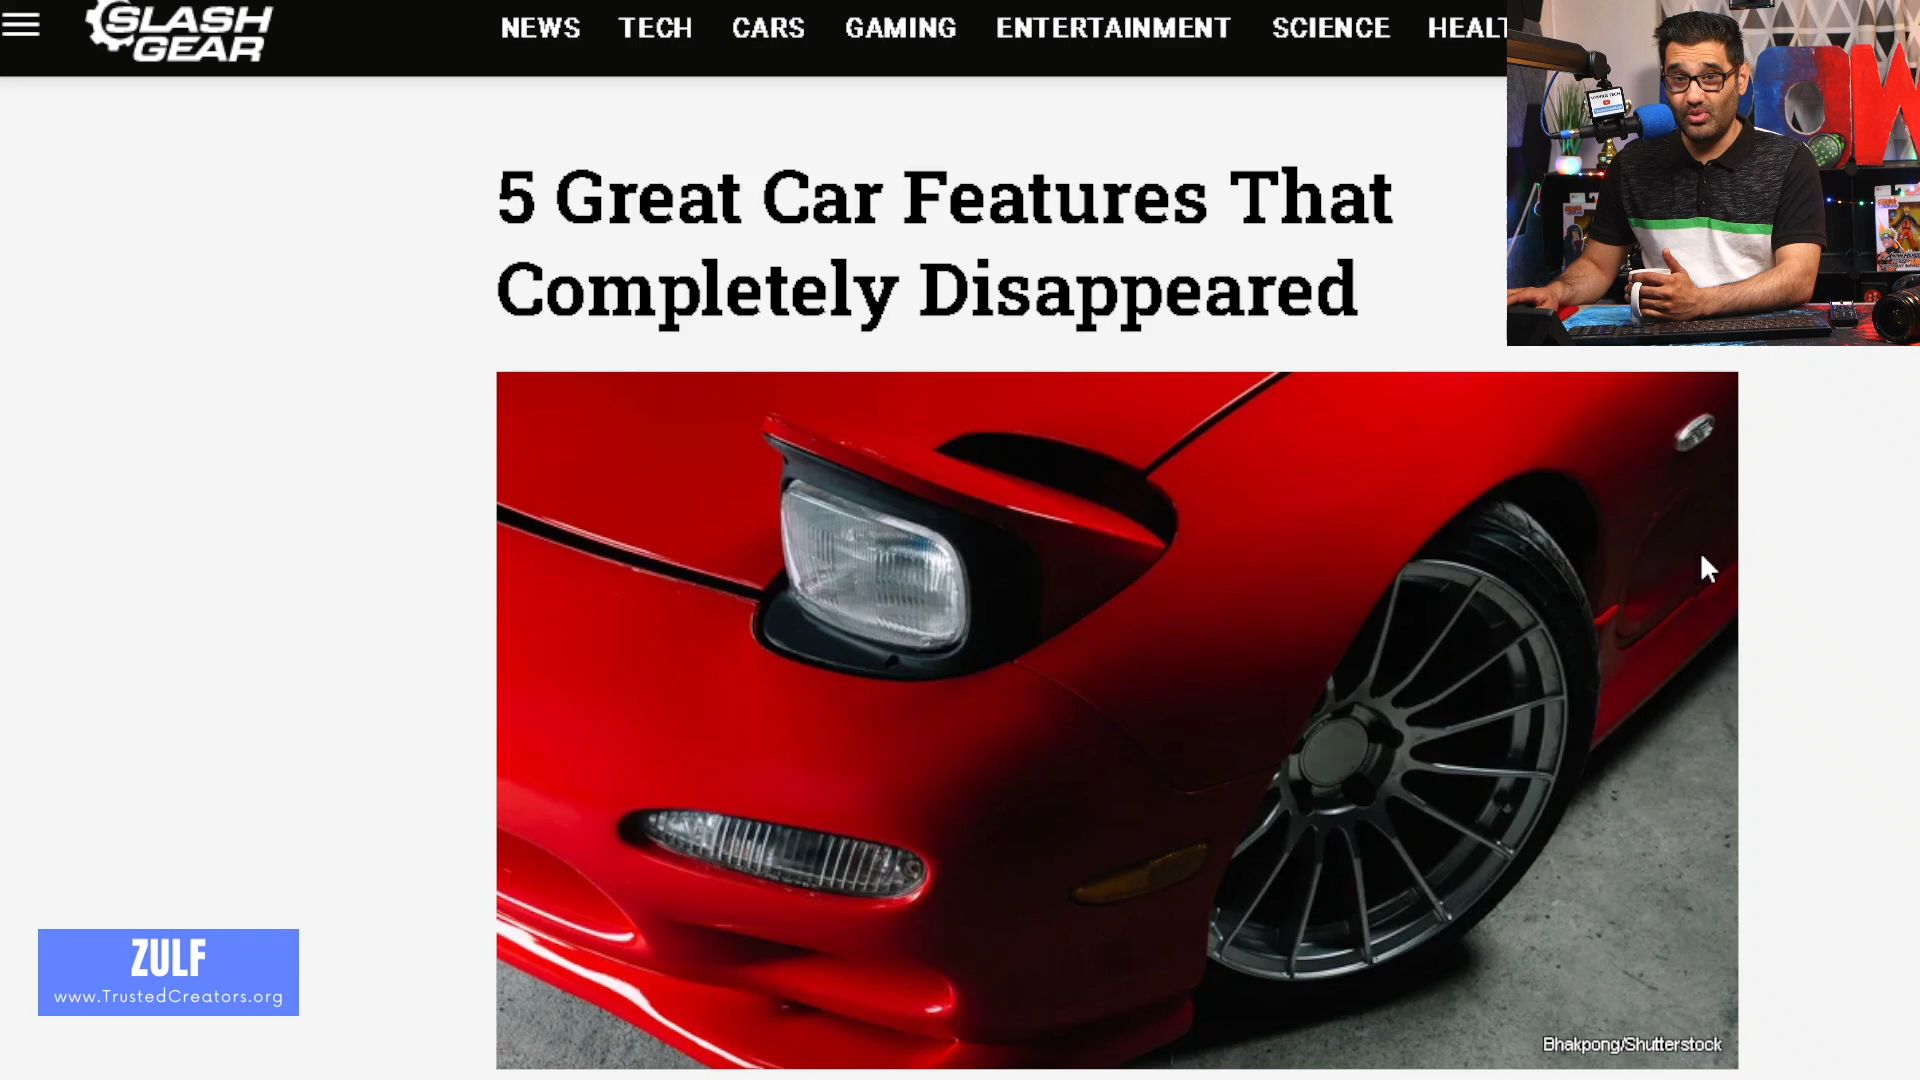 SLASH
GEAR
NEWS TECH CARS GAMING ENTERTAINMENT SCIENCE HEALT
5 Great Car Features That
Completely Disappeared
ZULF
www.TrustedCreators.org
Bhakpong/Shutterstock